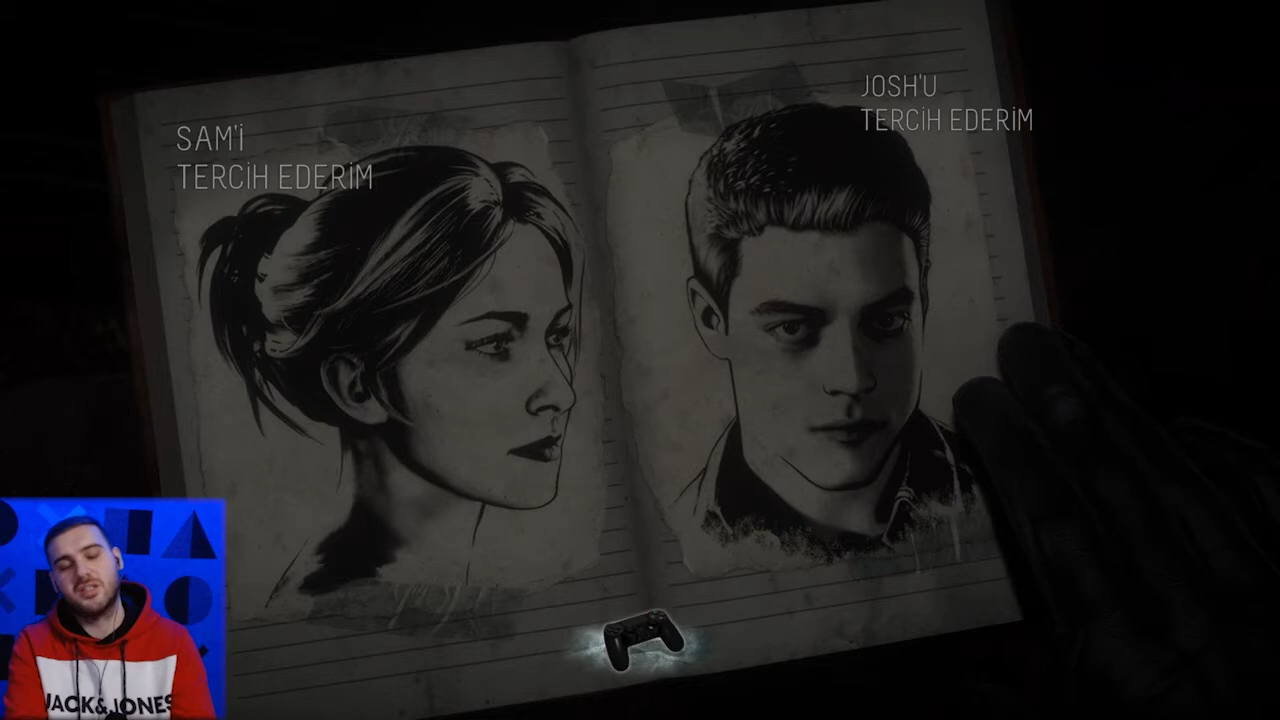 SAM'İ
TERCİH EDERİM
JOSH'U
TERCİH EDERİM
JACK&JONES